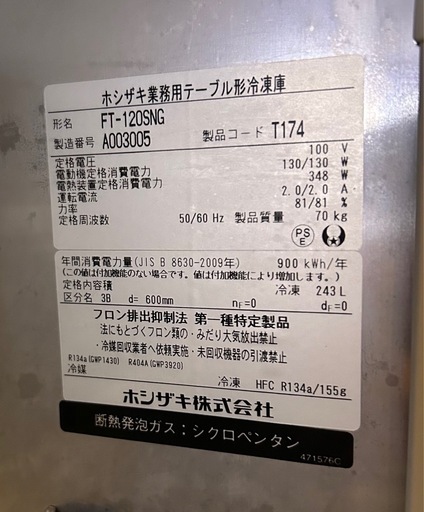 ホシザキ業務用テーブル形冷凍庫
形名 FT-120SNG
製造番号 A003005 製品コード T174
定格電圧 100 V
電動機定格消費電力 130/130 W
電熱装置定格消費電力 348 W
運転電流 2.0/2.0 A
力率 81/81 %
定格周波数 50/60 Hz 製品質量 70 kg
PS
E
年間消費電力量(JIS B 8630-2009年) 900 kWh/年
(この値は付加機能のない場合です。値は付加機能により増加します。)
定格内容積 冷凍 243 L
区分名 3B d= 600mm nF=0 dF=0
フロン排出抑制法 第一種特定製品
法にもとづくフロン類の・みだり大気放出禁止
・冷媒回収業者へ依頼実施・未回収機器の引渡禁止
R134a(GWP1430) R404A(GWP3920)
冷媒 冷凍 HFC R134a/155g
ホシザキ株式会社
断熱発泡ガス：シクロペンタン
471576C